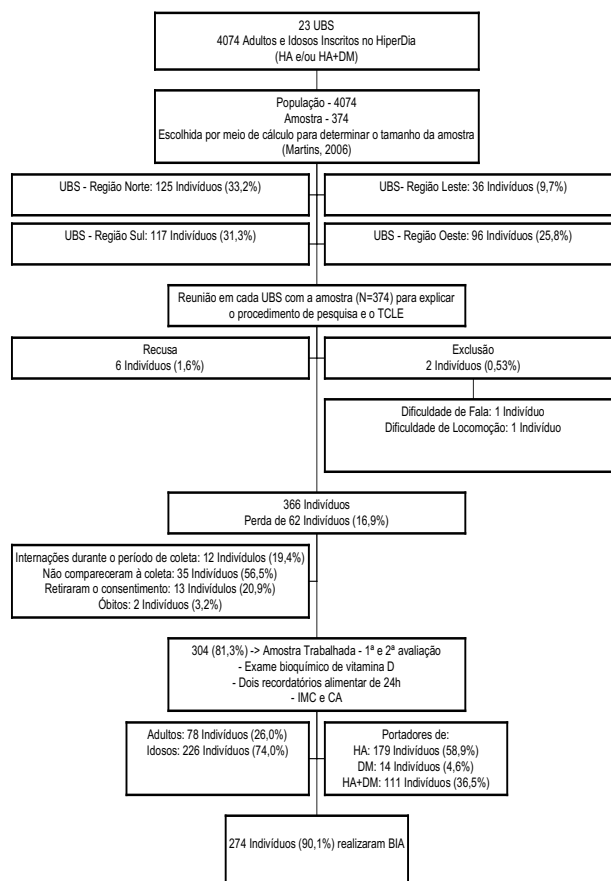 23 UBS
4074 Adultos e Idosos Inscritos no HiperDia
(HA e/ou HA+DM)
População - 4074
Amostra - 374
Escolhida por meio de cálculo para determinar o tamanho da amostra
(Martins, 2006)
UBS - Região Norte: 125 Indivíduos (33,2%)
UBS- Região Leste: 36 Indivíduos (9,7%)
UBS - Região Sul: 117 Indivíduos (31,3%)
UBS - Região Oeste: 96 Indivíduos (25,8%)
Reunião em cada UBS com a amostra (N=374) para explicar
o procedimento de pesquisa e o TCLE
Recusa
6 Indivíduos (1,6%)
Exclusão
2 Indivíduos (0,53%)
Dificuldade de Fala: 1 Indivíduo
Dificuldade de Locomoção: 1 Indivíduo
366 Indivíduos
Perda de 62 Indivíduos (16,9%)
Internações durante o período de coleta: 12 Indivídulos (19,4%)
Não compareceram à coleta: 35 Indivíduos (56,5%)
Retiraram o consentimento: 13 Indivídulos (20,9%)
Óbitos: 2 Indivíduos (3,2%)
304 (81,3%) -> Amostra Trabalhada - 1ª e 2ª avaliação
- Exame bioquímico de vitamina D
- Dois recordatórios alimentar de 24h
- IMC e CA
Adultos: 78 Indivíduos (26,0%)
Idosos: 226 Indivíduos (74,0%)
Portadores de:
HA: 179 Indivíduos (58,9%)
DM: 14 Indivíduos (4,6%)
HA+DM: 111 Indivíduos (36,5%)
274 Indivíduos (90,1%) realizaram BIA